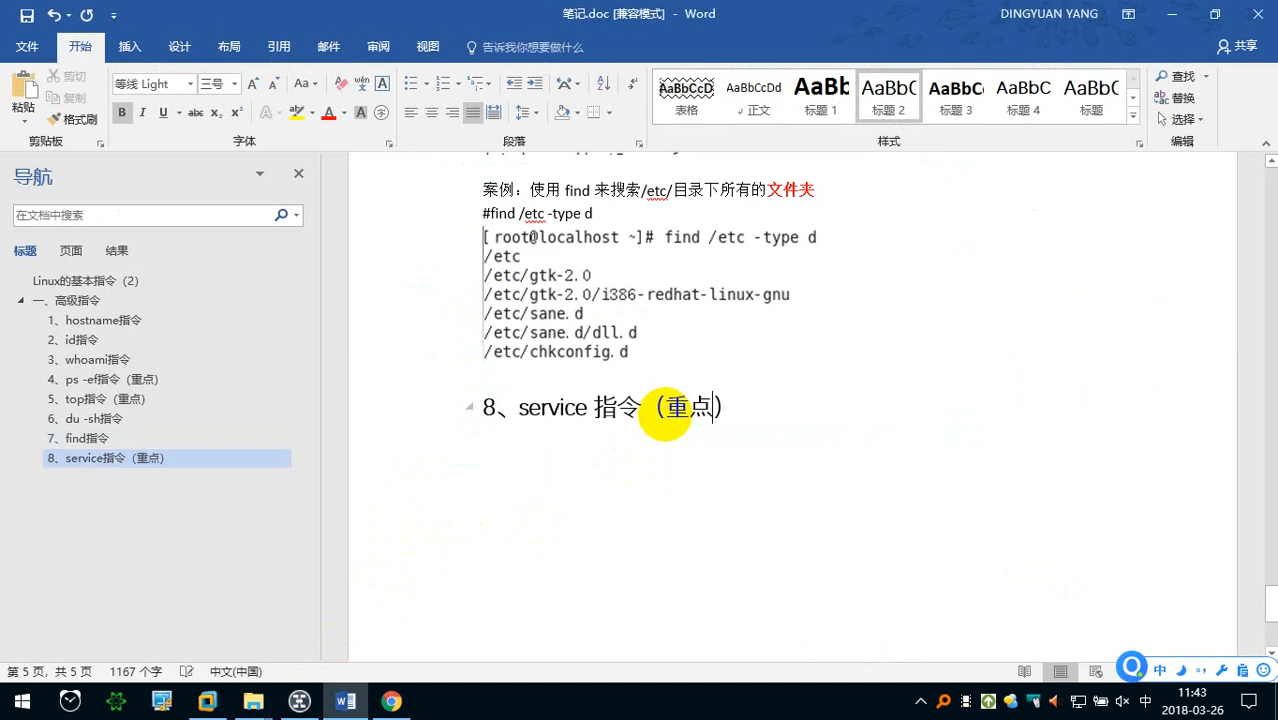 笔记.doc [兼容模式] - Word
DINGYUAN YANG
文件 开始 插入 设计 布局 引用 邮件 审阅 视图 告诉我你想要做什么 共享
粘贴
剪切
复制
格式刷
等线 Light 三号
AaBbCcD 表格
AaBbCcDd 正文
AaBb 标题 1
AaBbC 标题 2
AaBbC 标题 3
AaBbC 标题 4
AaBbC 标题
查找
替换
选择
剪贴板 字体 段落 样式 编辑
导航
在文档中搜索
标题 页面 结果
Linux的基本指令（2）
一、高级指令
1、hostname指令
2、id指令
3、whoami指令
4、ps -ef指令（重点）
5、top指令（重点）
6、du -sh指令
7、find指令
8、service指令（重点）
案例：使用 find 来搜索/etc/目录下所有的文件夹
#find /etc -type d
[root@localhost ~]# find /etc -type d
/etc
/etc/gtk-2.0
/etc/gtk-2.0/i386-redhat-linux-gnu
/etc/sane.d
/etc/sane.d/dll.d
/etc/chkconfig.d
8、service 指令（重点）
第 5 页，共 5 页 1167 个字 中文(中国)
中
中
11:43
2018-03-26